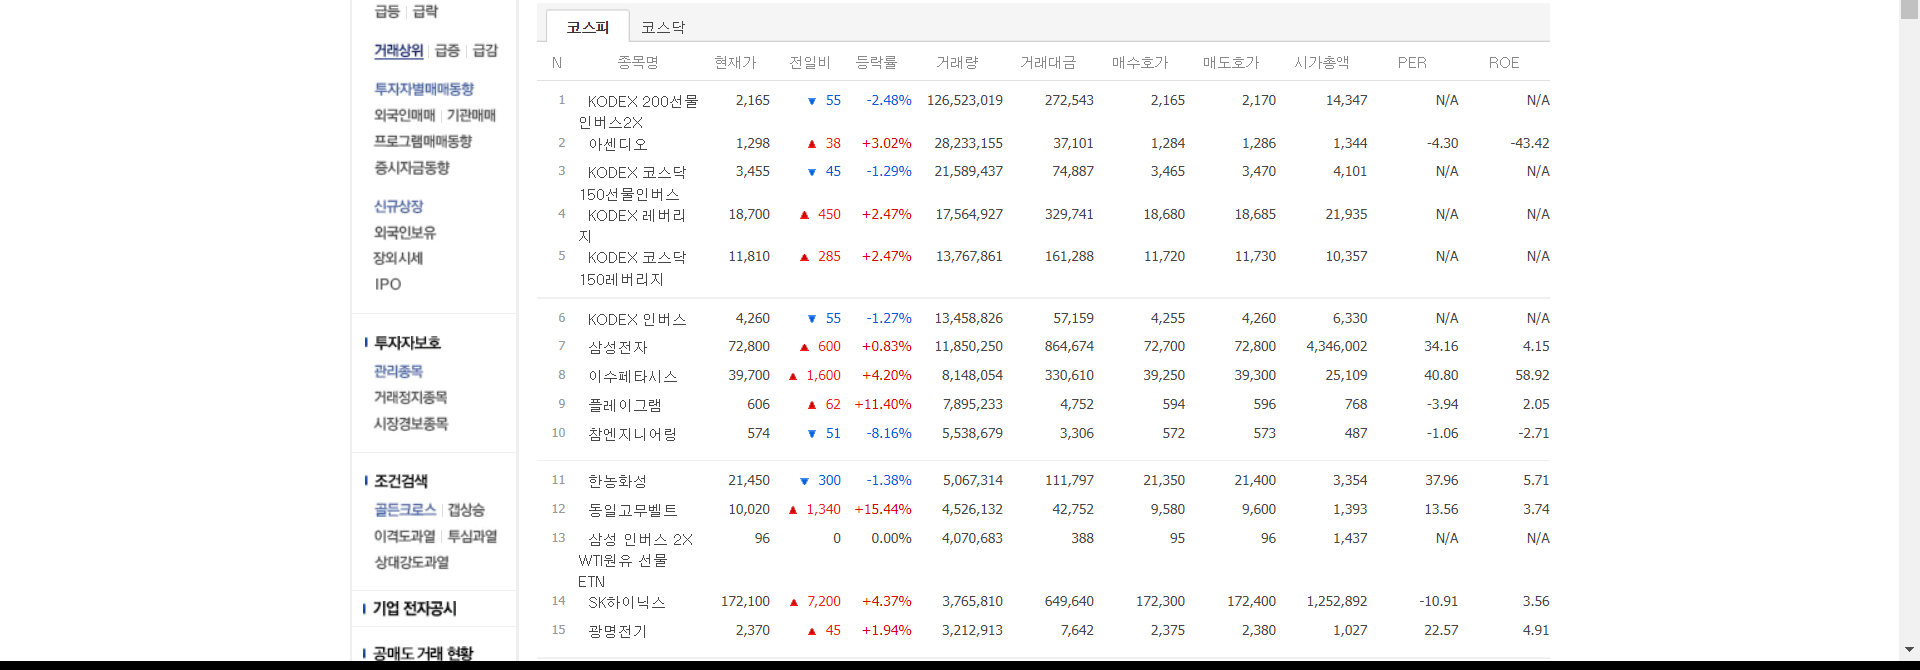 급등 | 급락
거래상위 | 급증 | 급감
투자자별매매동향
외국인매매 | 기관매매
프로그램매매동향
증시자금동향
신규상장
외국인보유
장외시세
IPO
투자자보호
관리종목
거래정지종목
시장경보종목
조건검색
골든크로스 | 갭상승
이격도과열 | 투심과열
상대강도과열
기업 전자공시
공매도 거래 현황
코스피 코스닥
N 종목명 현재가 전일비 등락률 거래량 거래대금 매수호가 매도호가 시가총액 PER ROE
1 KODEX 200선물 2,165 ▼ 55 -2.48% 126,523,019 272,543 2,165 2,170 14,347 N/A N/A
인버스2X
2 아센디오 1,298 ▲ 38 +3.02% 28,233,155 37,101 1,284 1,286 1,344 -4.30 -43.42
3 KODEX 코스닥 3,455 ▼ 45 -1.29% 21,589,437 74,887 3,465 3,470 4,101 N/A N/A
150선물인버스
4 KODEX 레버리 18,700 ▲ 450 +2.47% 17,564,927 329,741 18,680 18,685 21,935 N/A N/A
지
5 KODEX 코스닥 11,810 ▲ 285 +2.47% 13,767,861 161,288 11,720 11,730 10,357 N/A N/A
150레버리지
6 KODEX 인버스 4,260 ▼ 55 -1.27% 13,458,826 57,159 4,255 4,260 6,330 N/A N/A
7 삼성전자 72,800 ▲ 600 +0.83% 11,850,250 864,674 72,700 72,800 4,346,002 34.16 4.15
8 이수페타시스 39,700 ▲ 1,600 +4.20% 8,148,054 330,610 39,250 39,300 25,109 40.80 58.92
9 플레이그램 606 ▲ 62 +11.40% 7,895,233 4,752 594 596 768 -3.94 2.05
10 참엔지니어링 574 ▼ 51 -8.16% 5,538,679 3,306 572 573 487 -1.06 -2.71
11 한농화성 21,450 ▼ 300 -1.38% 5,067,314 111,797 21,350 21,400 3,354 37.96 5.71
12 동일고무벨트 10,020 ▲ 1,340 +15.44% 4,526,132 42,752 9,580 9,600 1,393 13.56 3.74
13 삼성 인버스 2X 96 0 0.00% 4,070,683 388 95 96 1,437 N/A N/A
WTI원유 선물
ETN
14 SK하이닉스 172,100 ▲ 7,200 +4.37% 3,765,810 649,640 172,300 172,400 1,252,892 -10.91 3.56
15 광명전기 2,370 ▲ 45 +1.94% 3,212,913 7,642 2,375 2,380 1,027 22.57 4.91